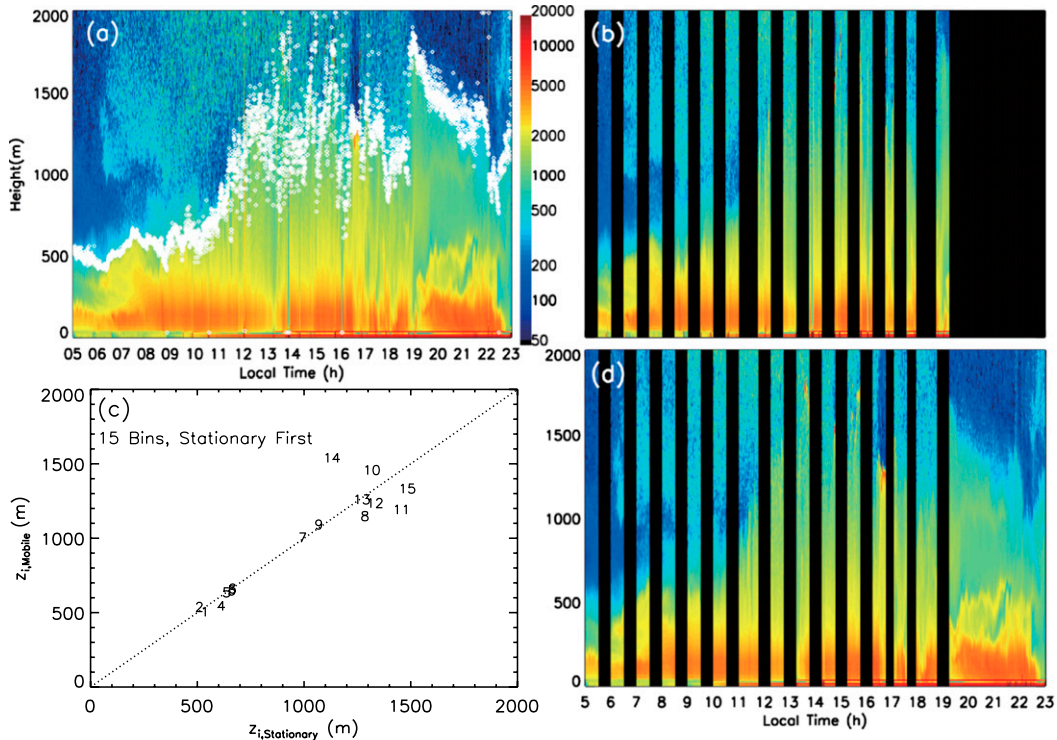 (a)
2000
1500
1000
500
0
Height(m)
05 06 07 08 09 10 11 12 13 14 15 16 17 18 19 20 21 22 23
Local Time (h)
20000
10000
5000
2000
1000
500
200
100
50
(b)
(c)
15 Bins, Stationary First
2000
1500
1000
500
0
z i,Mobile (m)
14
10
15
13
12
11
8
9
7
6
5
4
2
1
0 500 1000 1500 2000
z i,Stationary (m)
(d)
2000
1500
1000
500
0
5 6 7 8 9 10 11 12 13 14 15 16 17 18 19 20 21 22 23
Local Time (h)